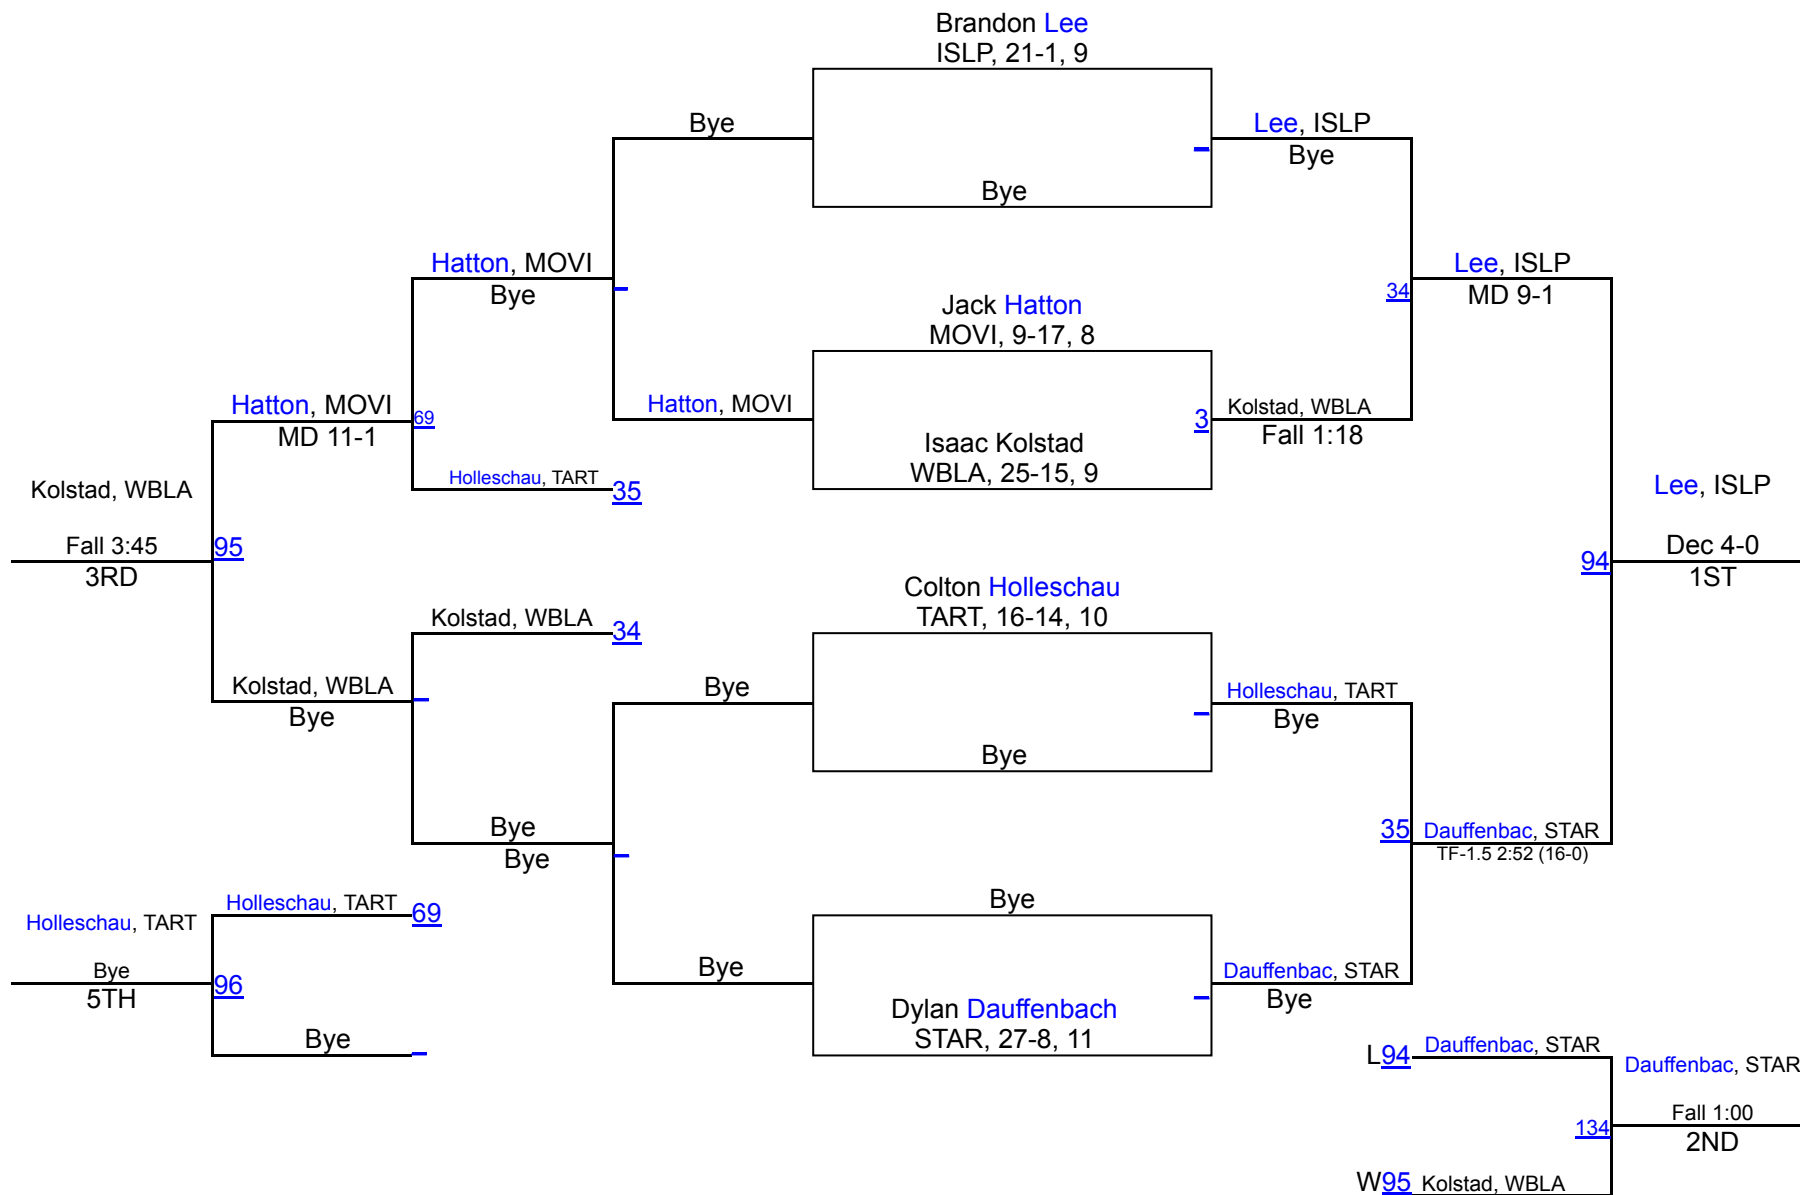 Brandon Lee
ISLP, 21-1, 9
Bye
Lee, ISLP
Bye
Bye
Hatton, MOVI
Bye
Lee, ISLP
34
MD 9-1
Jack Hatton
MOVI, 9-17, 8
Hatton, MOVI
69
MD 11-1
Hatton, MOVI
3
Kolstad, WBLA
Fall 1:18
Isaac Kolstad
WBLA, 25-15, 9
Holleschau, TART
35
Kolstad, WBLA
Fall 3:45
95
3RD
Lee, ISLP
94
Dec 4-0
1ST
Colton Holleschau
TART, 16-14, 10
Kolstad, WBLA
34
Kolstad, WBLA
Bye
Bye
Holleschau, TART
Bye
Bye
Bye
Bye
35
Dauffenbac, STAR
TF-1.5 2:52 (16-0)
Bye
Holleschau, TART
69
Holleschau, TART
Bye
96
5TH
Bye
Bye
Dauffenbac, STAR
Bye
Dylan Dauffenbach
STAR, 27-8, 11
L94
Dauffenbac, STAR
Dauffenbac, STAR
Fall 1:00
134
2ND
W95
Kolstad, WBLA